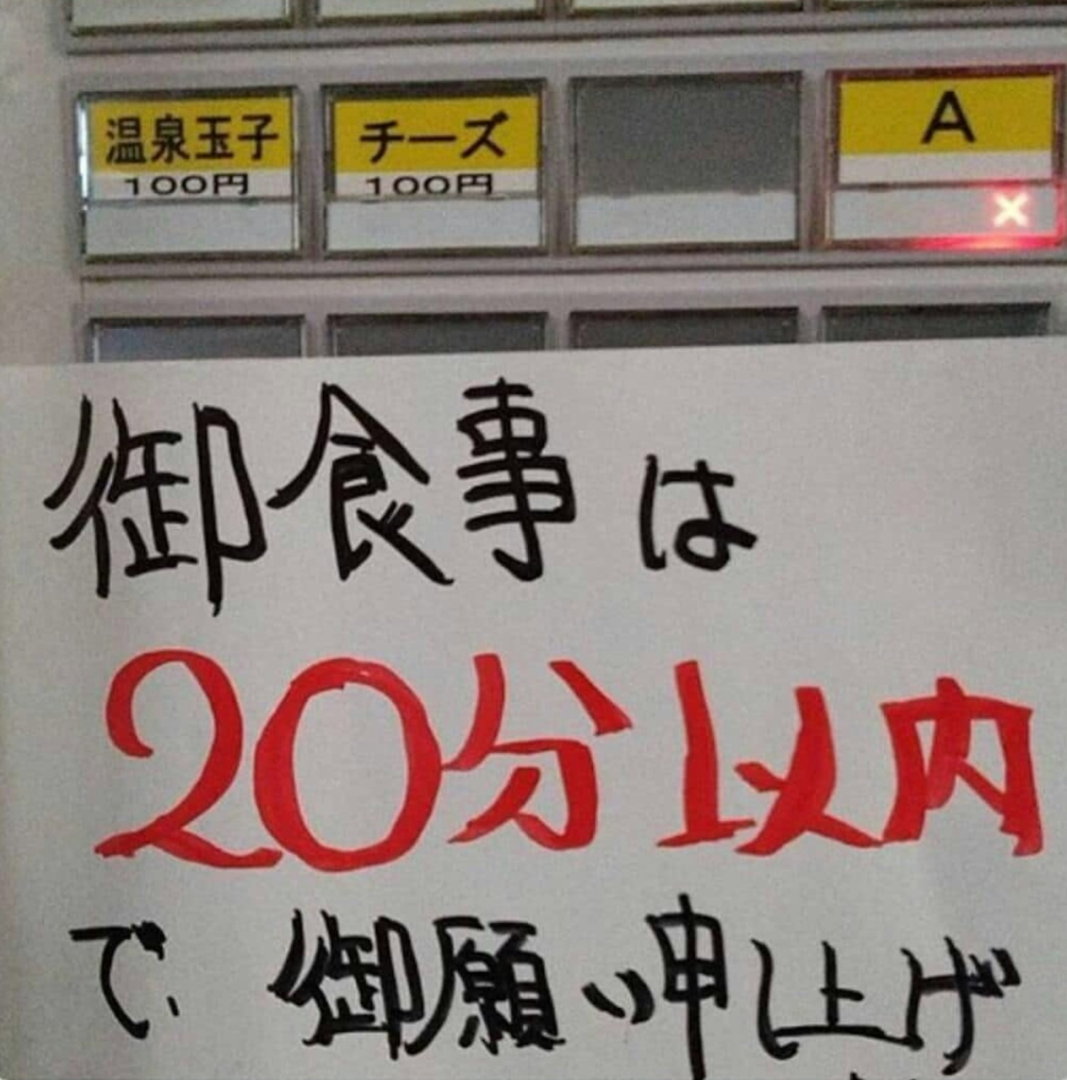 温泉玉子 チーズ A
100円 100円
×
御食事は
20分以内
で 御願い申し上げ